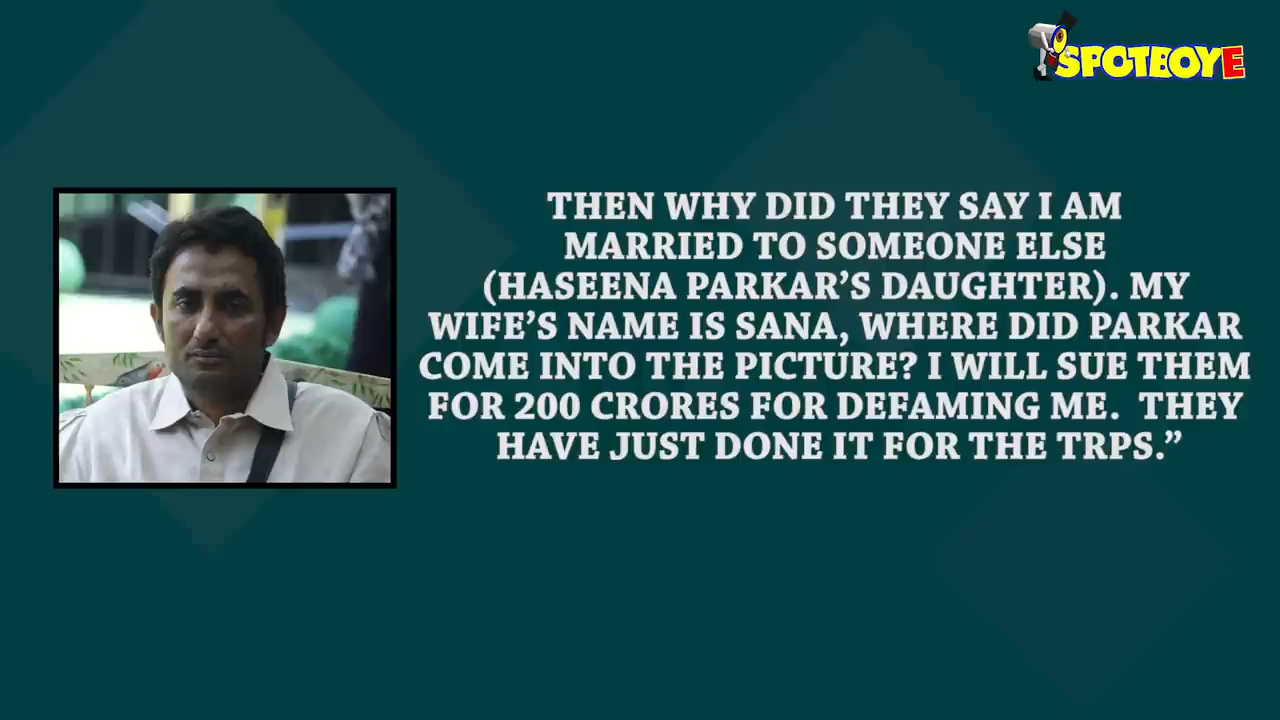 SPOTBOYE
THEN WHY DID THEY SAY I AM
MARRIED TO SOMEONE ELSE
(HASEENA PARKAR’S DAUGHTER). MY
WIFE’S NAME IS SANA, WHERE DID PARKAR
COME INTO THE PICTURE? I WILL SUE THEM
FOR 200 CRORES FOR DEFAMING ME. THEY
HAVE JUST DONE IT FOR THE TRPS.”